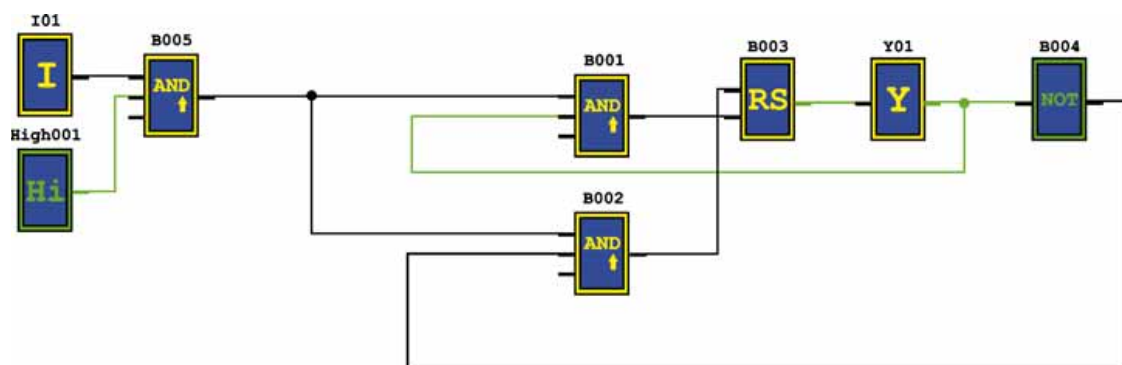 I01
I
High001
Hi
B005
AND
B001
AND
B002
AND
B003
RS
Y01
Y
B004
NOT